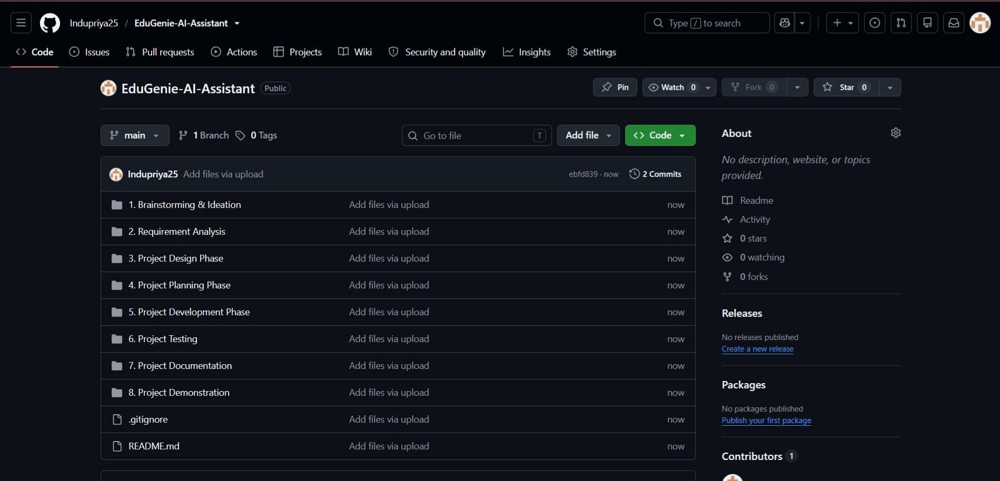 Indupriya25 / EduGenie-AI-Assistant
Type / to search
Code Issues Pull requests Actions Projects Wiki Security and quality Insights Settings
EduGenie-AI-Assistant Public
Pin Watch 0 Fork 0 Star 0
main 1 Branch 0 Tags Go to file T Add file Code
Indupriya25 Add files via upload ebfd839 · now 2 Commits
1. Brainstorming & Ideation Add files via upload now
2. Requirement Analysis Add files via upload now
3. Project Design Phase Add files via upload now
4. Project Planning Phase Add files via upload now
5. Project Development Phase Add files via upload now
6. Project Testing Add files via upload now
7. Project Documentation Add files via upload now
8. Project Demonstration Add files via upload now
.gitignore Add files via upload now
README.md Add files via upload now
About
No description, website, or topics
provided.
Readme
Activity
0 stars
0 watching
0 forks
Releases
No releases published
Create a new release
Packages
No packages published
Publish your first package
Contributors 1